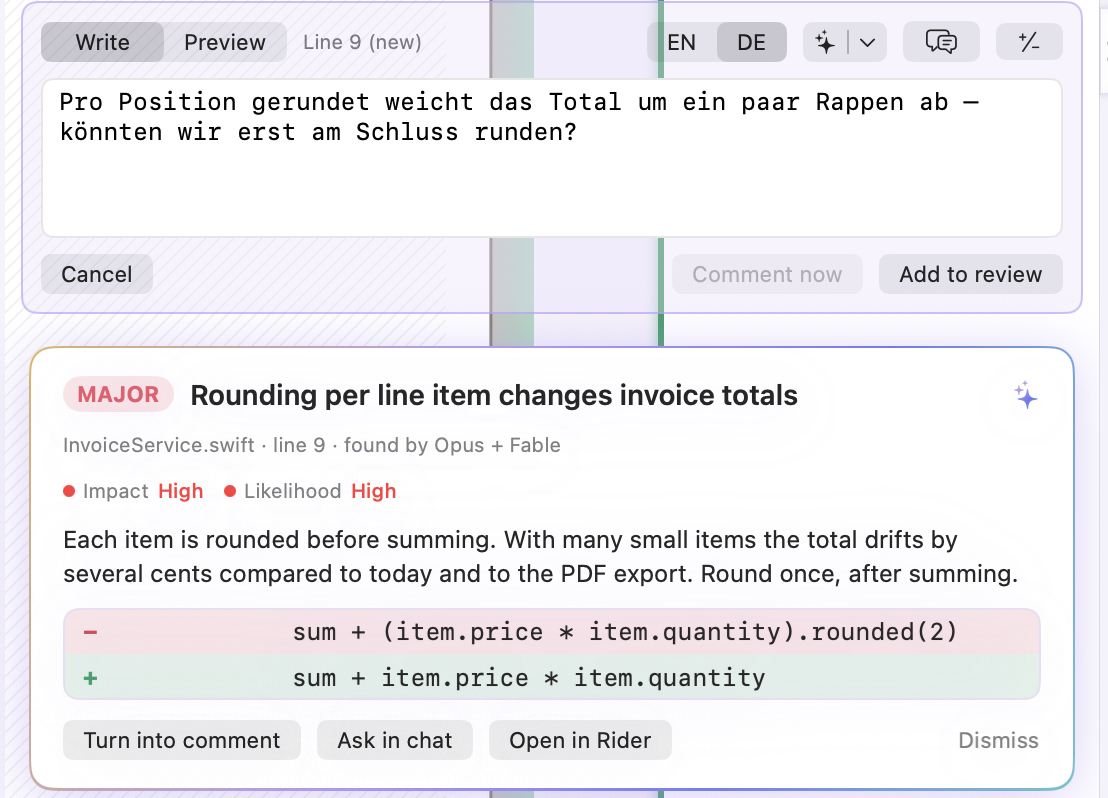 Write Preview Line 9 (new) EN DE +/-
Pro Position gerundet weicht das Total um ein paar Rappen ab –
könnten wir erst am Schluss runden?
Cancel Comment now Add to review
MAJOR Rounding per line item changes invoice totals
InvoiceService.swift · line 9 · found by Opus + Fable
Impact High Likelihood High
Each item is rounded before summing. With many small items the total drifts by
several cents compared to today and to the PDF export. Round once, after summing.
− sum + (item.price * item.quantity).rounded(2)
+ sum + item.price * item.quantity
Turn into comment Ask in chat Open in Rider Dismiss